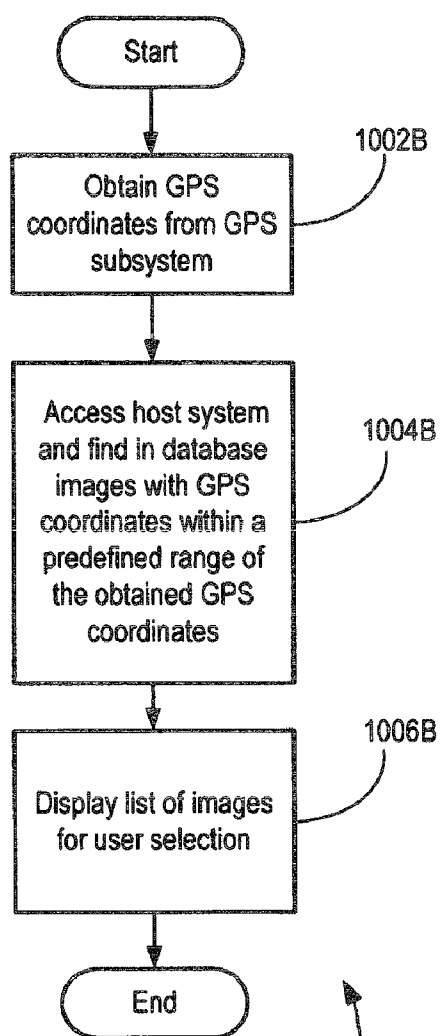 Start
1002B
Obtain GPS
coordinates from GPS
subsystem
1004B
Access host system
and find in database
images with GPS
coordinates within a
predefined range of
the obtained GPS
coordinates
1006B
Display list of images
for user selection
End